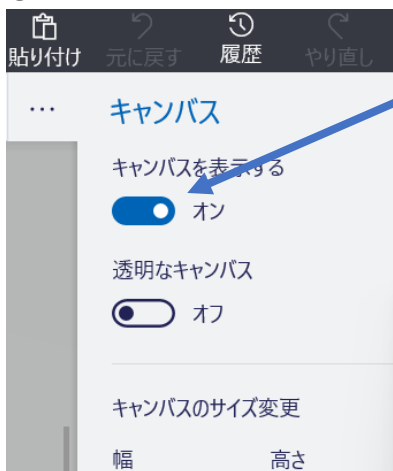 貼り付け 元に戻す 履歴 やり直し
… キャンバス
キャンバスを表示する
オン
透明なキャンバス
オフ
キャンバスのサイズ変更
幅 高さ